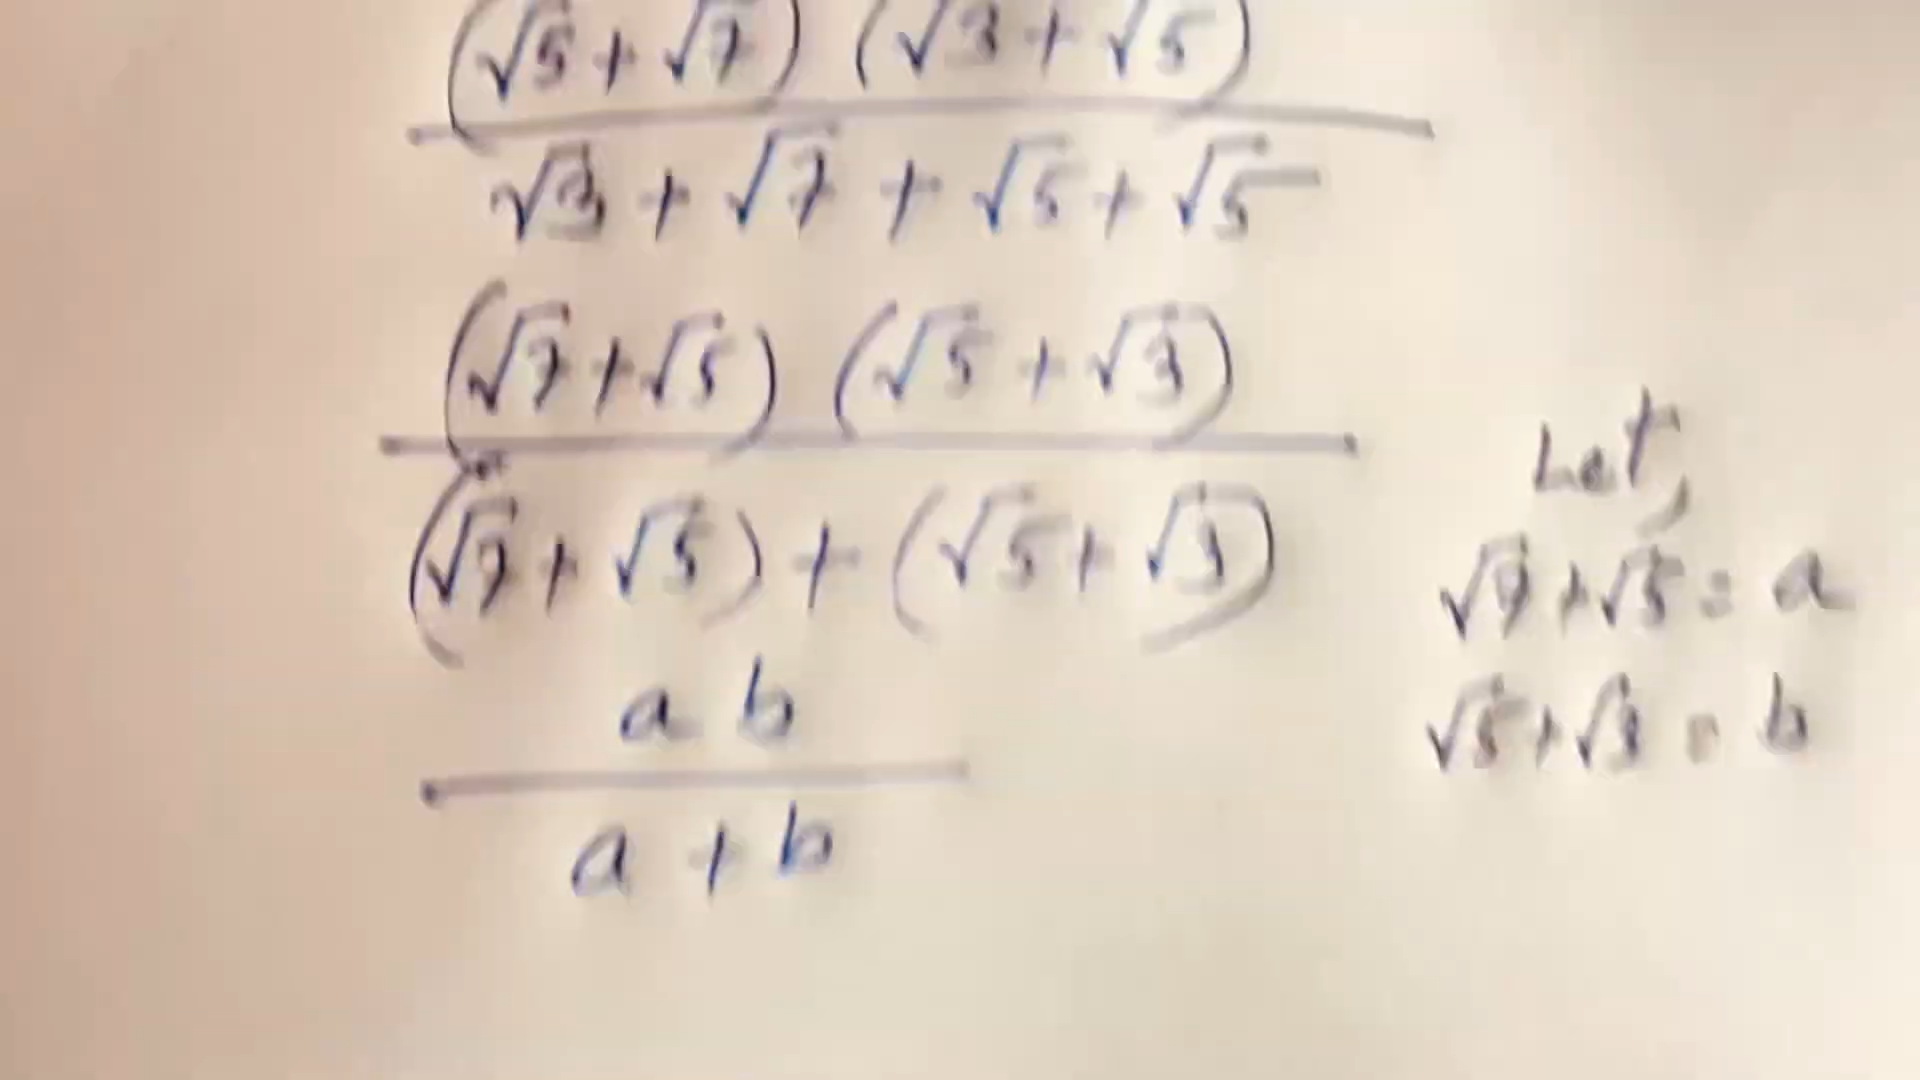 (√5 + √7) (√3 + √5)
√3 + √7 + √5 + √5
(√7 + √5) (√5 + √3)
(√7 + √5) + (√5 + √3)
a b
a + b
Let,
√7 + √5 = a
√5 + √3 = b